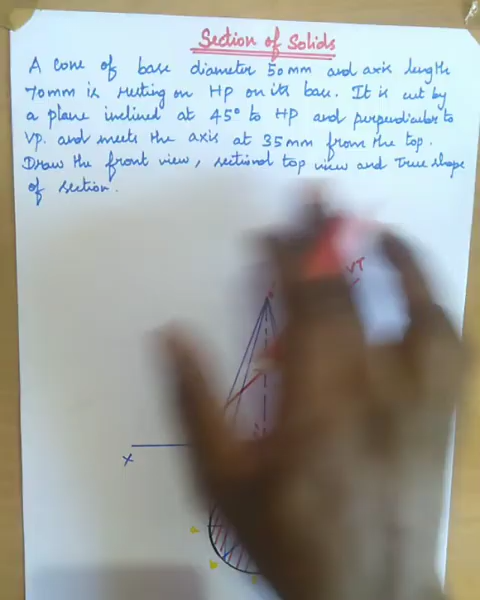 Section of Solids
A cone of base diameter 50mm and axis length
70mm is resting on HP on its base. It is cut by
a plane inclined at 45° to HP and perpendicular to
VP. and meets the axis at 35mm from the top.
Draw the front view, sectional top view and True shape
of section.
VT
X